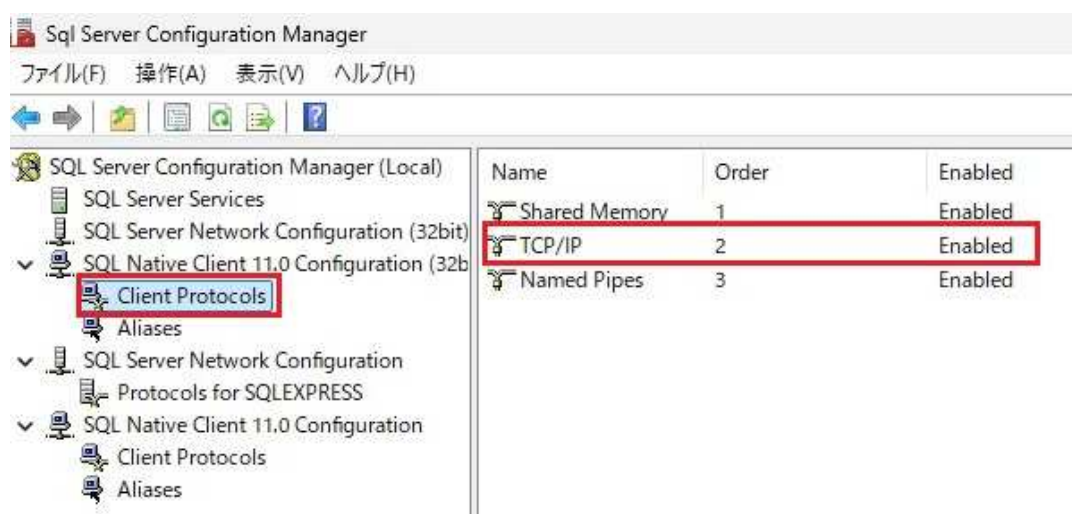 Sql Server Configuration Manager
ファイル(F) 操作(A) 表示(V) ヘルプ(H)
SQL Server Configuration Manager (Local)
SQL Server Services
SQL Server Network Configuration (32bit)
SQL Native Client 11.0 Configuration (32b
Client Protocols
Aliases
SQL Server Network Configuration
Protocols for SQLEXPRESS
SQL Native Client 11.0 Configuration
Client Protocols
Aliases
Name Order Enabled
Shared Memory 1 Enabled
TCP/IP 2 Enabled
Named Pipes 3 Enabled